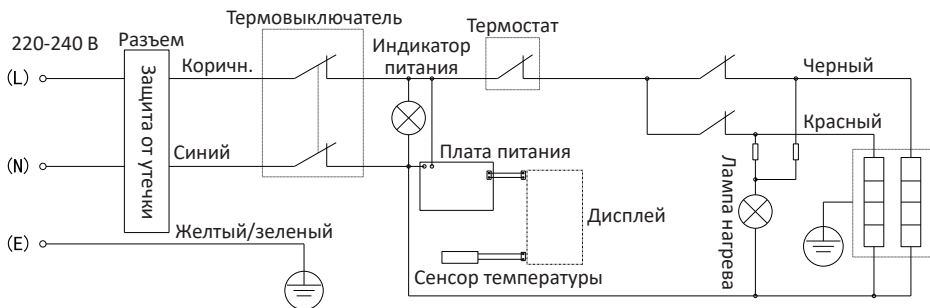 Термовыключатель
220-240 В
Разъем
Индикатор
питания
Термостат
(L)
Коричн.
Черный
Защита от утечки
Красный
(N)
Синий
Плата питания
Лампа нагрева
Дисплей
(E)
Желтый/зеленый
Сенсор температуры